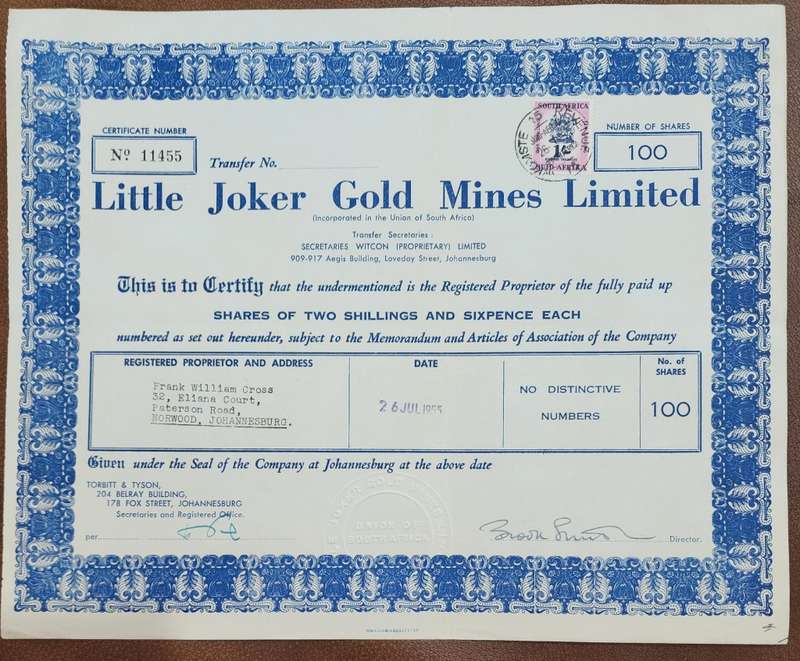 CERTIFICATE NUMBER
Nº 11455
Transfer No.
SOUTH AFRICA
1/-
SUID-AFRIKA
NUMBER OF SHARES
100
Little Joker Gold Mines Limited
(Incorporated in the Union of South Africa)
Transfer Secretaries :
SECRETARIES WITCON (PROPRIETARY) LIMITED
909-917 Aegis Building, Loveday Street, Johannesburg
This is to Certify that the undermentioned is the Registered Proprietor of the fully paid up
SHARES OF TWO SHILLINGS AND SIXPENCE EACH
numbered as set out hereunder, subject to the Memorandum and Articles of Association of the Company
REGISTERED PROPRIETOR AND ADDRESS
DATE
No. of
SHARES
Frank William Cross
32, Eliana Court,
Paterson Road,
NORWOOD, JOHANNESBURG.
26 JUL 1955
NO DISTINCTIVE
NUMBERS
100
Given under the Seal of the Company at Johannesburg at the above date
TORBITT & TYSON,
204 BELRAY BUILDING,
178 FOX STREET, JOHANNESBURG
Secretaries and Registered Office.
per
UNION OF
SOUTH AFRICA
Director.